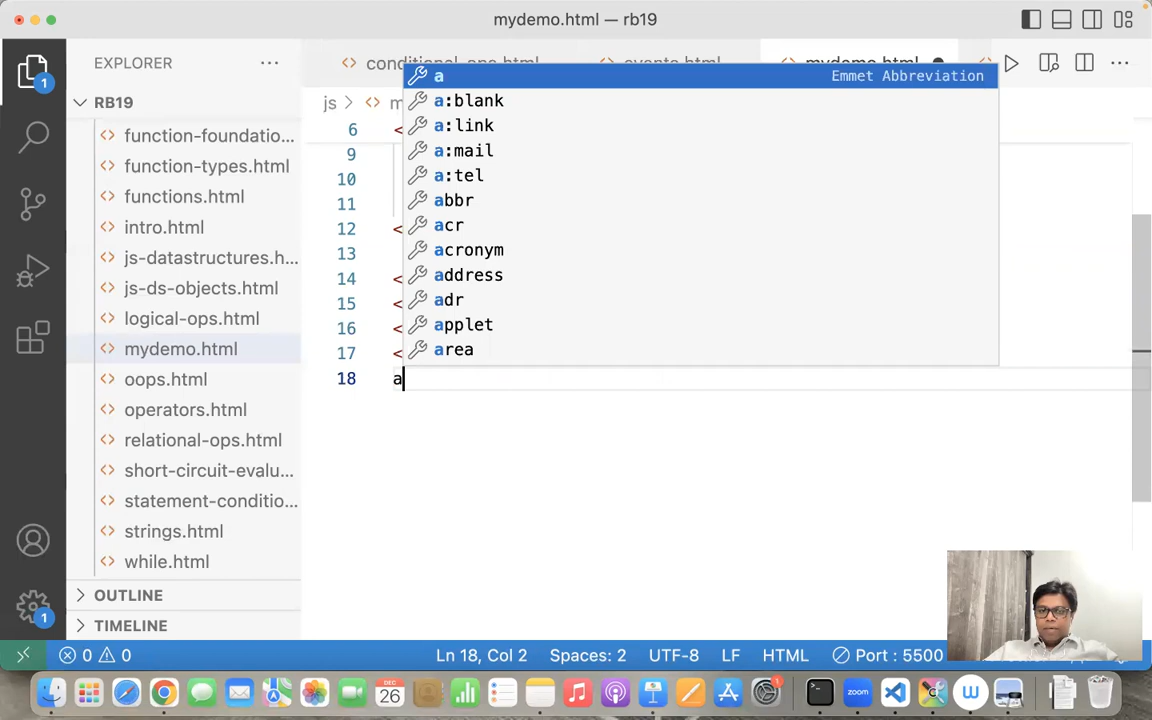 mydemo.html — rb19
EXPLORER
RB19
function-foundatio...
function-types.html
functions.html
intro.html
js-datastructures.h...
js-ds-objects.html
logical-ops.html
mydemo.html
oops.html
operators.html
relational-ops.html
short-circuit-evalu...
statement-conditio...
strings.html
while.html
OUTLINE
TIMELINE
js
a Emmet Abbreviation
a:blank
a:link
a:mail
a:tel
abbr
acr
acronym
address
adr
applet
area
6 <
9
10
11
12 <
13
14 <
15 <
16 <
17 <
18 a
1
1
0 0
Ln 18, Col 2 Spaces: 2 UTF-8 LF HTML Port : 5500
DEC
26
zoom
W
1